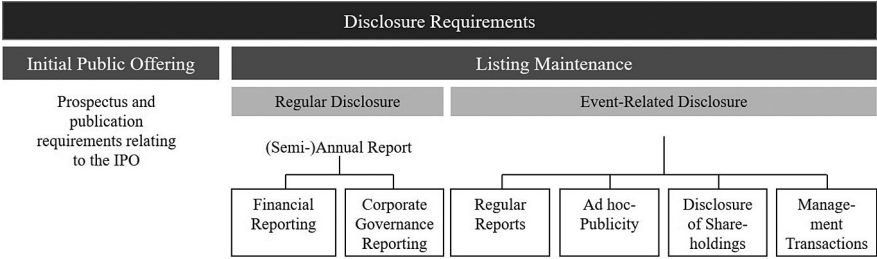 Disclosure Requirements
Initial Public Offering
Listing Maintenance
Prospectus and
publication
requirements relating
to the IPO
Regular Disclosure
Event-Related Disclosure
(Semi-)Annual Report
Financial
Reporting
Corporate
Governance
Reporting
Regular
Reports
Ad hoc-
Publicity
Disclosure
of Share-
holdings
Manage-
ment
Transactions